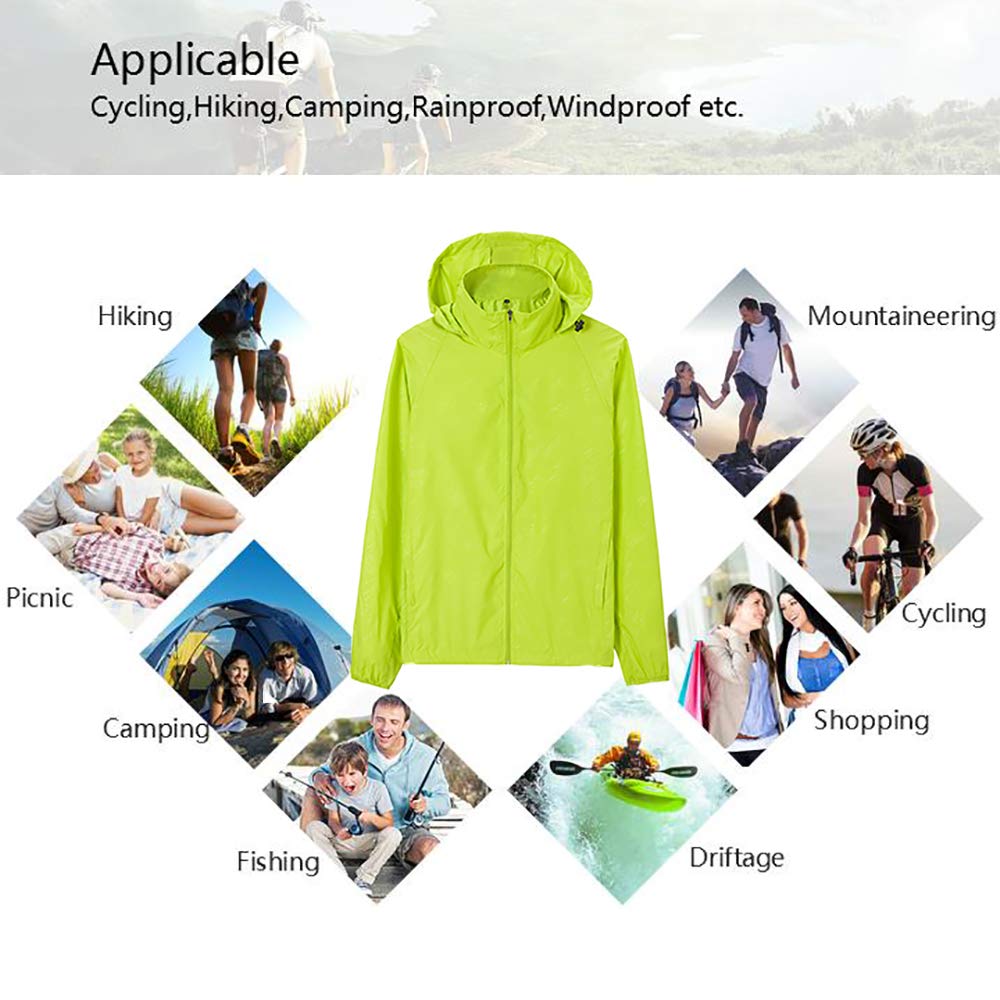 Applicable
Cycling,Hiking,Camping,Rainproof,Windproof etc.
Hiking
Mountaineering
Picnic
Cycling
Camping
Shopping
Fishing
Driftage